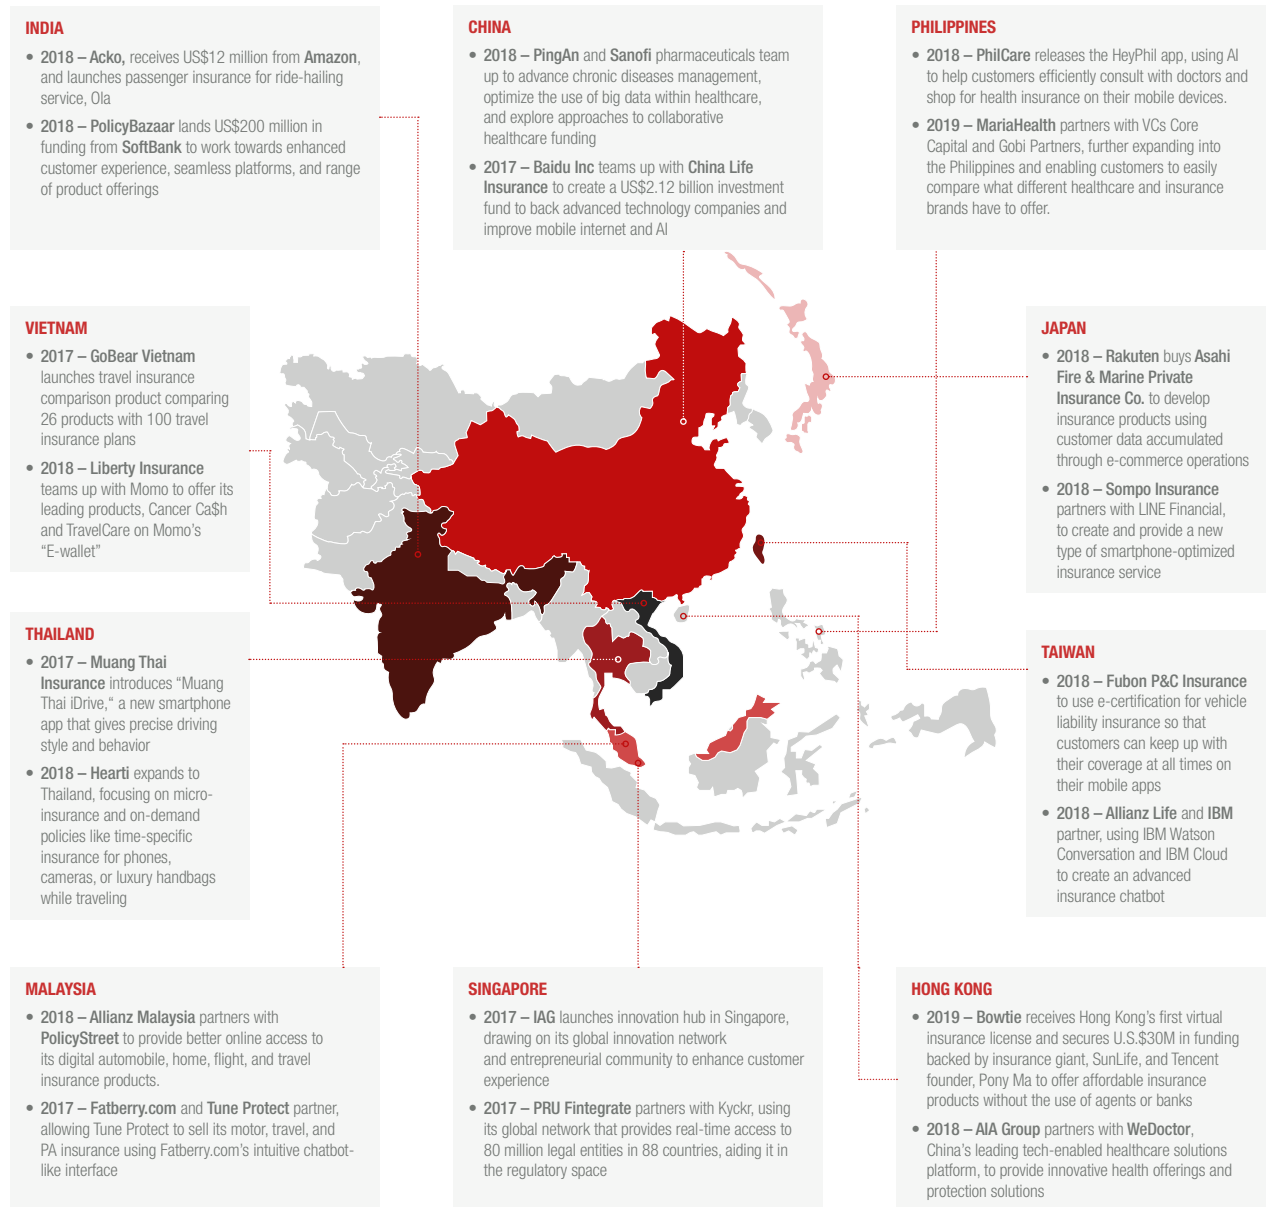 INDIA
• 2018 – Acko, receives US$12 million from Amazon,
and launches passenger insurance for ride-hailing
service, Ola
• 2018 – PolicyBazaar lands US$200 million in
funding from SoftBank to work towards enhanced
customer experience, seamless platforms, and range
of product offerings
CHINA
• 2018 – PingAn and Sanofi pharmaceuticals team
up to advance chronic diseases management,
optimize the use of big data within healthcare,
and explore approaches to collaborative
healthcare funding
• 2017 – Baidu Inc teams up with China Life
Insurance to create a US$2.12 billion investment
fund to back advanced technology companies and
improve mobile internet and AI
PHILIPPINES
• 2018 – PhilCare releases the HeyPhil app, using AI
to help customers efficiently consult with doctors and
shop for health insurance on their mobile devices.
• 2019 – MariaHealth partners with VCs Core
Capital and Gobi Partners, further expanding into
the Philippines and enabling customers to easily
compare what different healthcare and insurance
brands have to offer.
VIETNAM
• 2017 – GoBear Vietnam
launches travel insurance
comparison product comparing
26 products with 100 travel
insurance plans
• 2018 – Liberty Insurance
teams up with Momo to offer its
leading products, Cancer Ca$h
and TravelCare on Momo's
“E-wallet”
JAPAN
• 2018 – Rakuten buys Asahi
Fire & Marine Private
Insurance Co. to develop
insurance products using
customer data accumulated
through e-commerce operations
• 2018 – Sompo Insurance
partners with LINE Financial,
to create and provide a new
type of smartphone-optimized
insurance service
THAILAND
• 2017 – Muang Thai
Insurance introduces “Muang
Thai iDrive,“ a new smartphone
app that gives precise driving
style and behavior
• 2018 – Hearti expands to
Thailand, focusing on micro-
insurance and on-demand
policies like time-specific
insurance for phones,
cameras, or luxury handbags
while traveling
TAIWAN
• 2018 – Fubon P&C Insurance
to use e-certification for vehicle
liability insurance so that
customers can keep up with
their coverage at all times on
their mobile apps
• 2018 – Allianz Life and IBM
partner, using IBM Watson
Conversation and IBM Cloud
to create an advanced
insurance chatbot
MALAYSIA
• 2018 – Allianz Malaysia partners with
PolicyStreet to provide better online access to
its digital automobile, home, flight, and travel
insurance products.
• 2017 – Fatberry.com and Tune Protect partner,
allowing Tune Protect to sell its motor, travel, and
PA insurance using Fatberry.com's intuitive chatbot-
like interface
SINGAPORE
• 2017 – IAG launches innovation hub in Singapore,
drawing on its global innovation network
and entrepreneurial community to enhance customer
experience
• 2017 – PRU Fintegrate partners with Kyckr, using
its global network that provides real-time access to
80 million legal entities in 88 countries, aiding it in
the regulatory space
HONG KONG
• 2019 – Bowtie receives Hong Kong's first virtual
insurance license and secures U.S.$30M in funding
backed by insurance giant, SunLife, and Tencent
founder, Pony Ma to offer affordable insurance
products without the use of agents or banks
• 2018 – AIA Group partners with WeDoctor,
China's leading tech-enabled healthcare solutions
platform, to provide innovative health offerings and
protection solutions